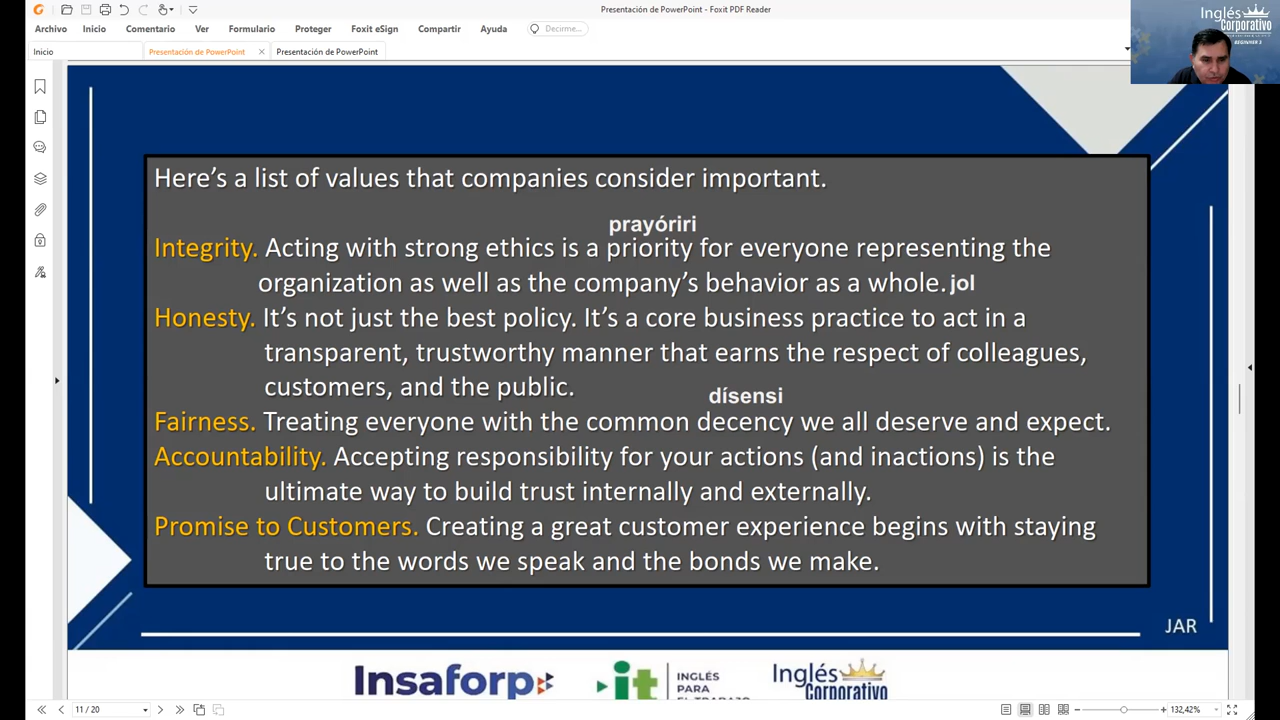 Presentación de PowerPoint - Foxit PDF Reader
Archivo Inicio Comentario Ver Formulario Proteger Foxit eSign Compartir Ayuda Decirme...
Inicio Presentación de PowerPoint Presentación de PowerPoint
Inglés
Corporativo
BEGINNER 2
Here's a list of values that companies consider important.
prayóriri
Integrity. Acting with strong ethics is a priority for everyone representing the
organization as well as the company's behavior as a whole. jol
Honesty. It's not just the best policy. It's a core business practice to act in a
transparent, trustworthy manner that earns the respect of colleagues,
customers, and the public.
dísensi
Fairness. Treating everyone with the common decency we all deserve and expect.
Accountability. Accepting responsibility for your actions (and inactions) is the
ultimate way to build trust internally and externally.
Promise to Customers. Creating a great customer experience begins with staying
true to the words we speak and the bonds we make.
JAR
Insaforp it INGLÉS PARA EL TRABAJO Inglés Corporativo
11 / 20 132,42%